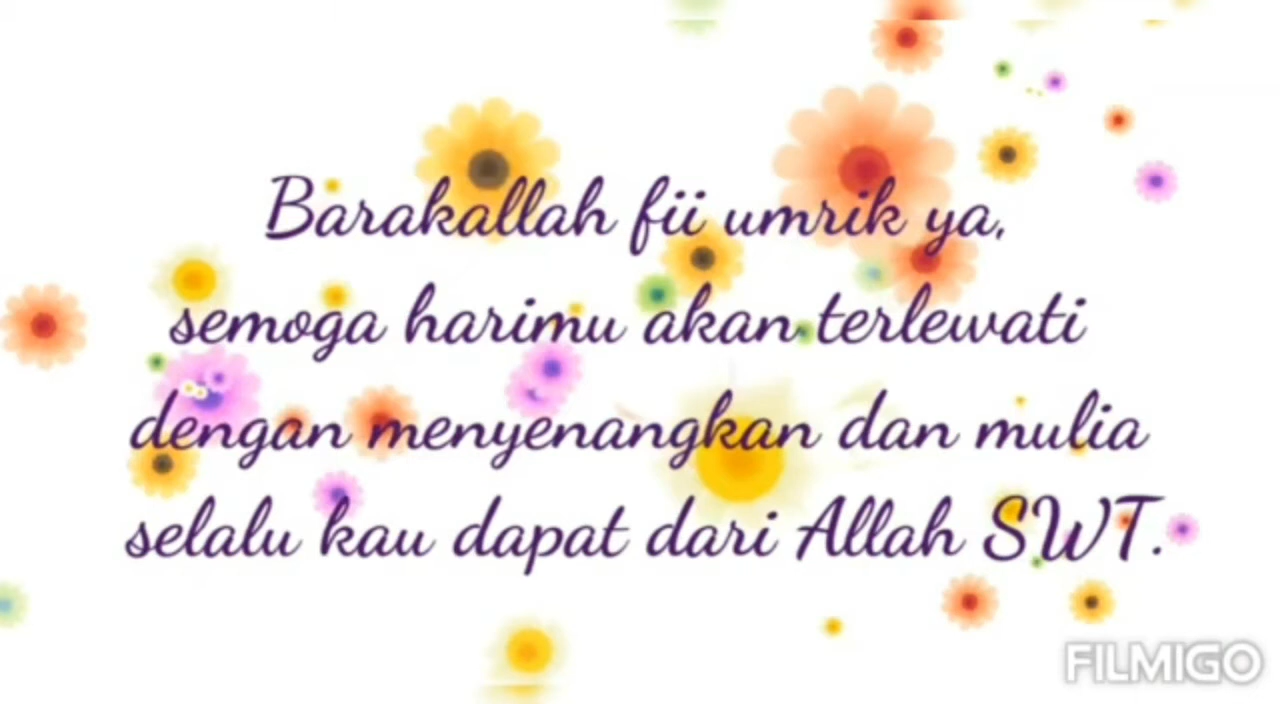 Barakallah fii umrik ya,
semoga harimu akan terlewati
dengan menyenangkan dan mulia
selalu kau dapat dari Allah SWT.
FILMIGO